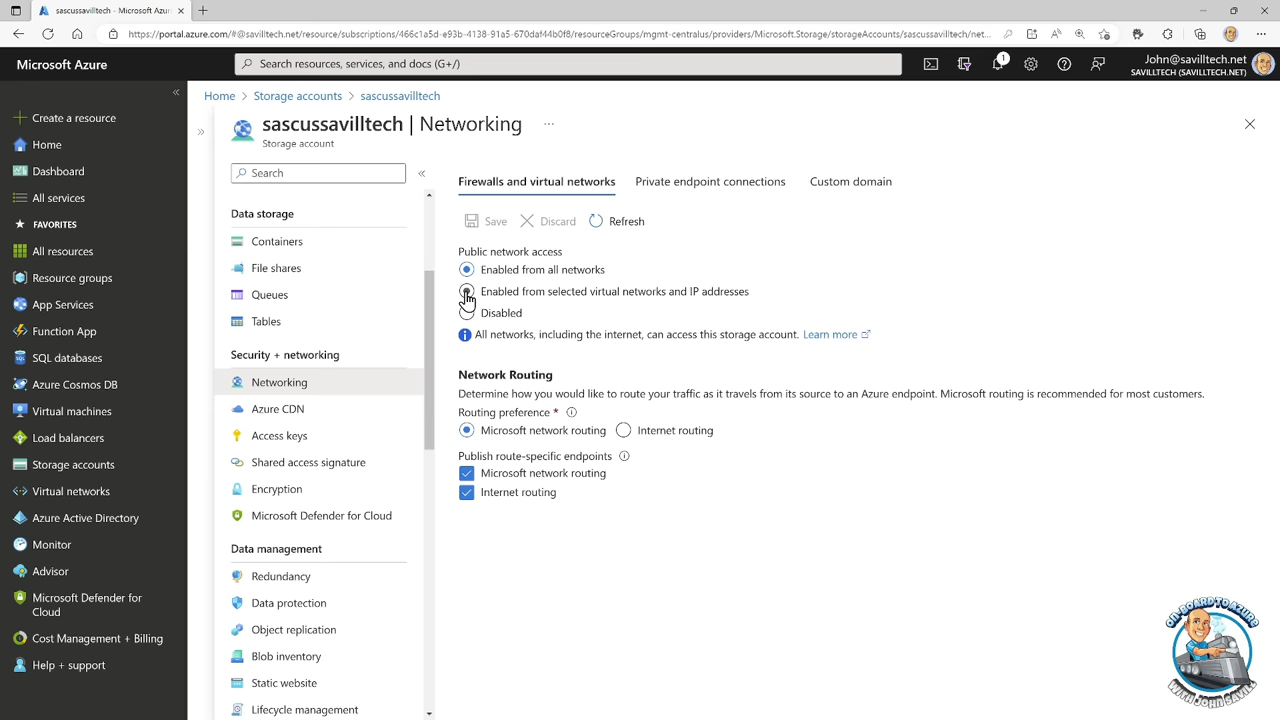 sascussavilltech - Microsoft Azur
https://portal.azure.com/#@savilltech.net/resource/subscriptions/466c1a5d-e93b-4138-91a5-670daf44b0f8/resourceGroups/mgmt-centralus/providers/Microsoft.Storage/storageAccounts/sascussavilltech/net...
Microsoft Azure
Search resources, services, and docs (G+/)
1
John@savilltech.net
SAVILLTECH (SAVILLTECH.NET)
Create a resource
Home
Dashboard
All services
FAVORITES
All resources
Resource groups
App Services
Function App
SQL databases
Azure Cosmos DB
Virtual machines
Load balancers
Storage accounts
Virtual networks
Azure Active Directory
Monitor
Advisor
Microsoft Defender for
Cloud
Cost Management + Billing
Help + support
Home > Storage accounts > sascussavilltech
sascussavilltech | Networking ...
Storage account
Search
Data storage
Containers
File shares
Queues
Tables
Security + networking
Networking
Azure CDN
Access keys
Shared access signature
Encryption
Microsoft Defender for Cloud
Data management
Redundancy
Data protection
Object replication
Blob inventory
Static website
Lifecycle management
Firewalls and virtual networks Private endpoint connections Custom domain
Save Discard Refresh
Public network access
Enabled from all networks
Enabled from selected virtual networks and IP addresses
Disabled
All networks, including the internet, can access this storage account. Learn more
Network Routing
Determine how you would like to route your traffic as it travels from its source to an Azure endpoint. Microsoft routing is recommended for most customers.
Routing preference *
Microsoft network routing Internet routing
Publish route-specific endpoints
Microsoft network routing
Internet routing
ON-BOARD TO AZURE
WITH JOHN SAVILL